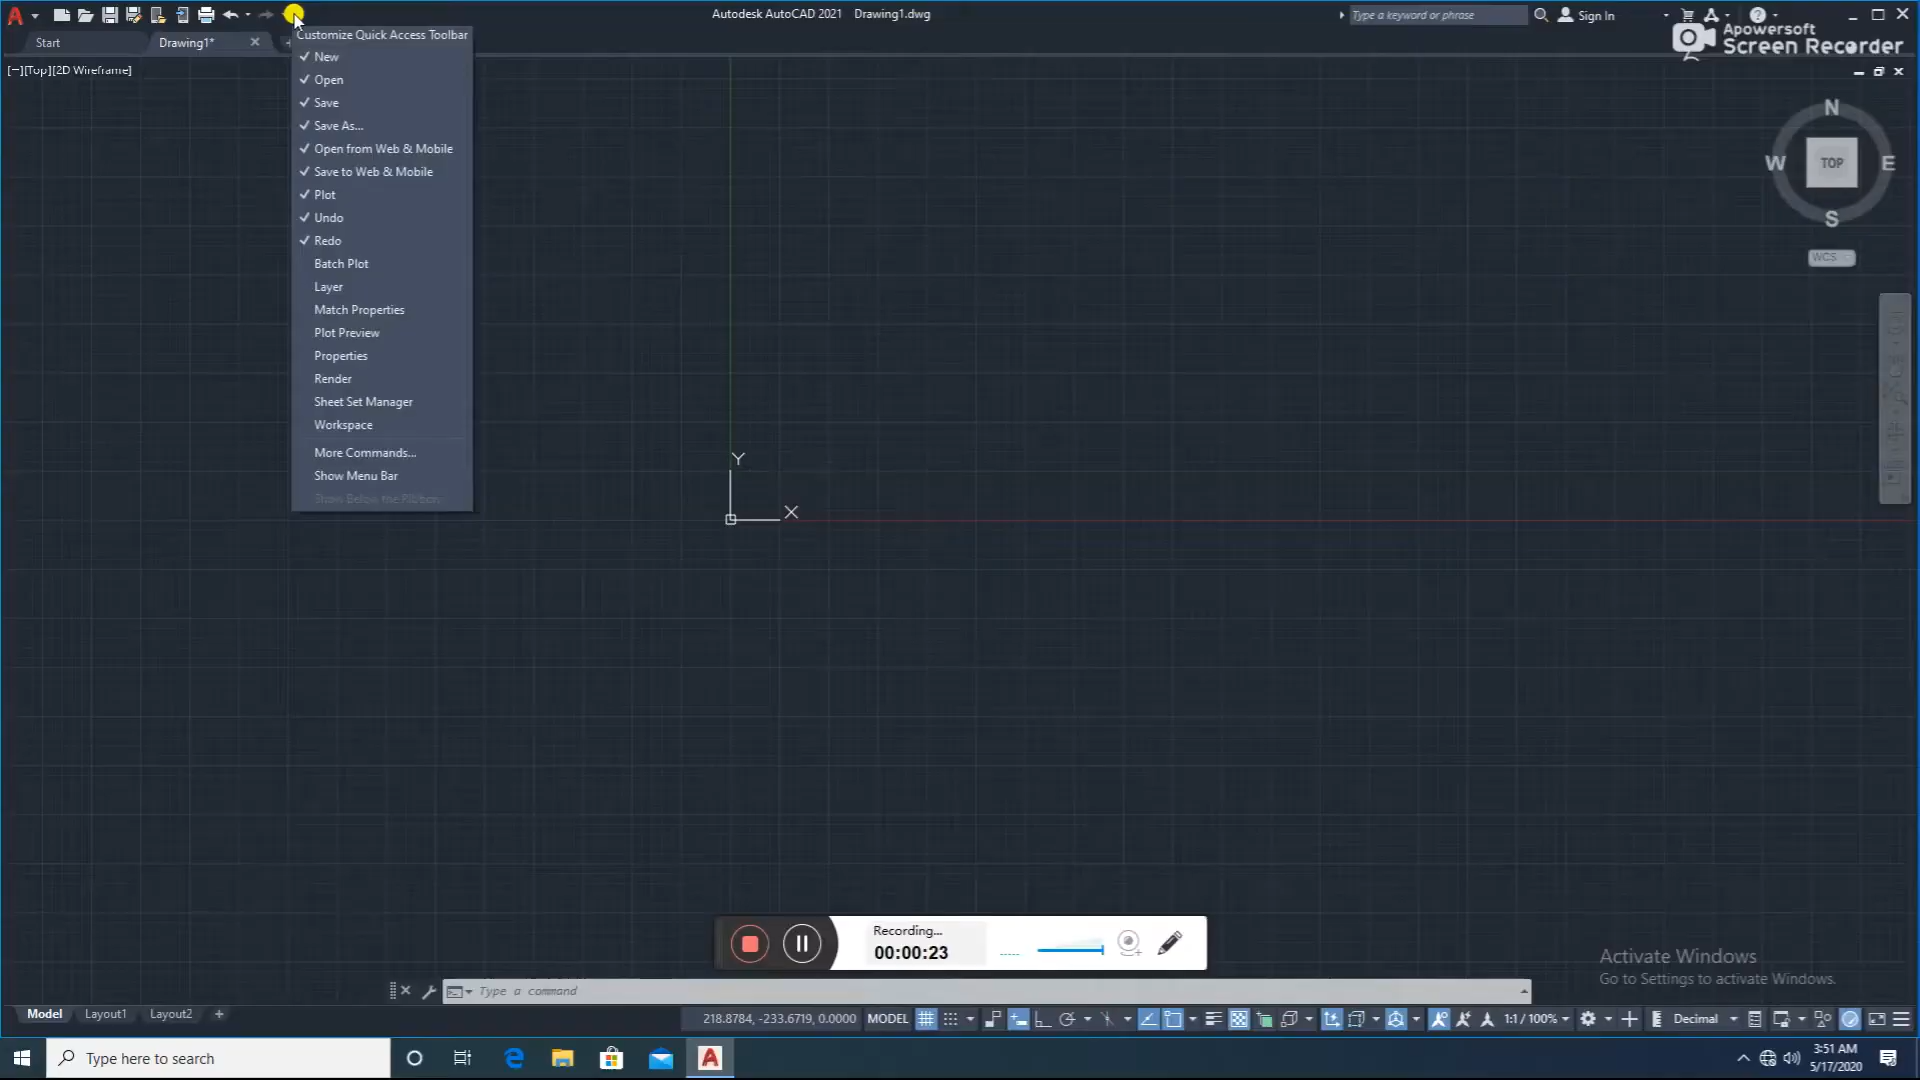 Autodesk AutoCAD 2021 Drawing1.dwg
Type a keyword or phrase
Sign In
Apowersoft
Screen Recorder
Start
Drawing1*
[−][Top][2D Wireframe]
Customize Quick Access Toolbar
New
Open
Save
Save As...
Open from Web & Mobile
Save to Web & Mobile
Plot
Undo
Redo
Batch Plot
Layer
Match Properties
Plot Preview
Properties
Render
Sheet Set Manager
Workspace
More Commands...
Show Menu Bar
Show Below the Ribbon
N
W
TOP
E
S
WCS
Y
X
Recording...
00:00:23
Activate Windows
Go to Settings to activate Windows.
Type a command
Model
Layout1
Layout2
218.8784, -233.6719, 0.0000
MODEL
1:1 / 100%
Decimal
Type here to search
3:51 AM
5/17/2020